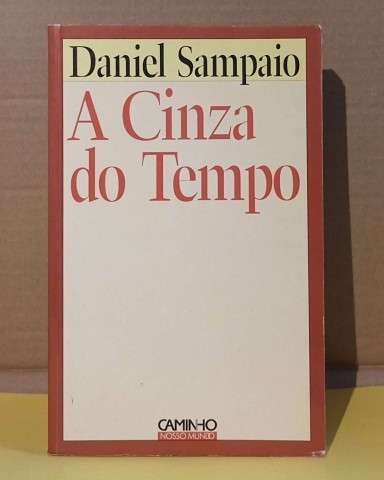 Daniel Sampaio
A Cinza
do Tempo
CAMINHO
NOSSO MUNDO